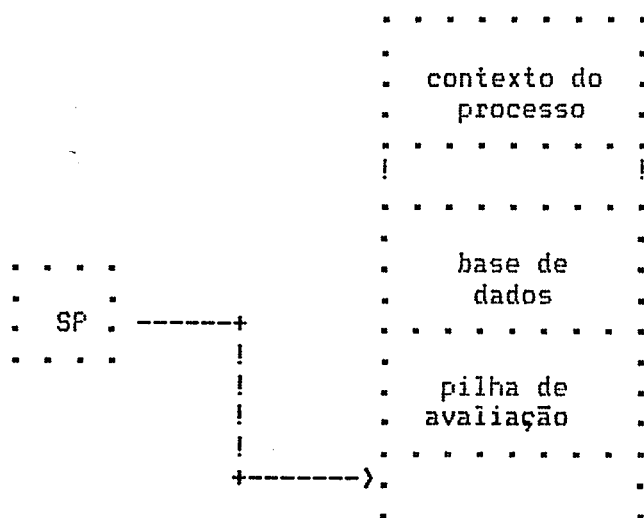 contexto do
processo
base de
dados
SP
pilha de
avaliação